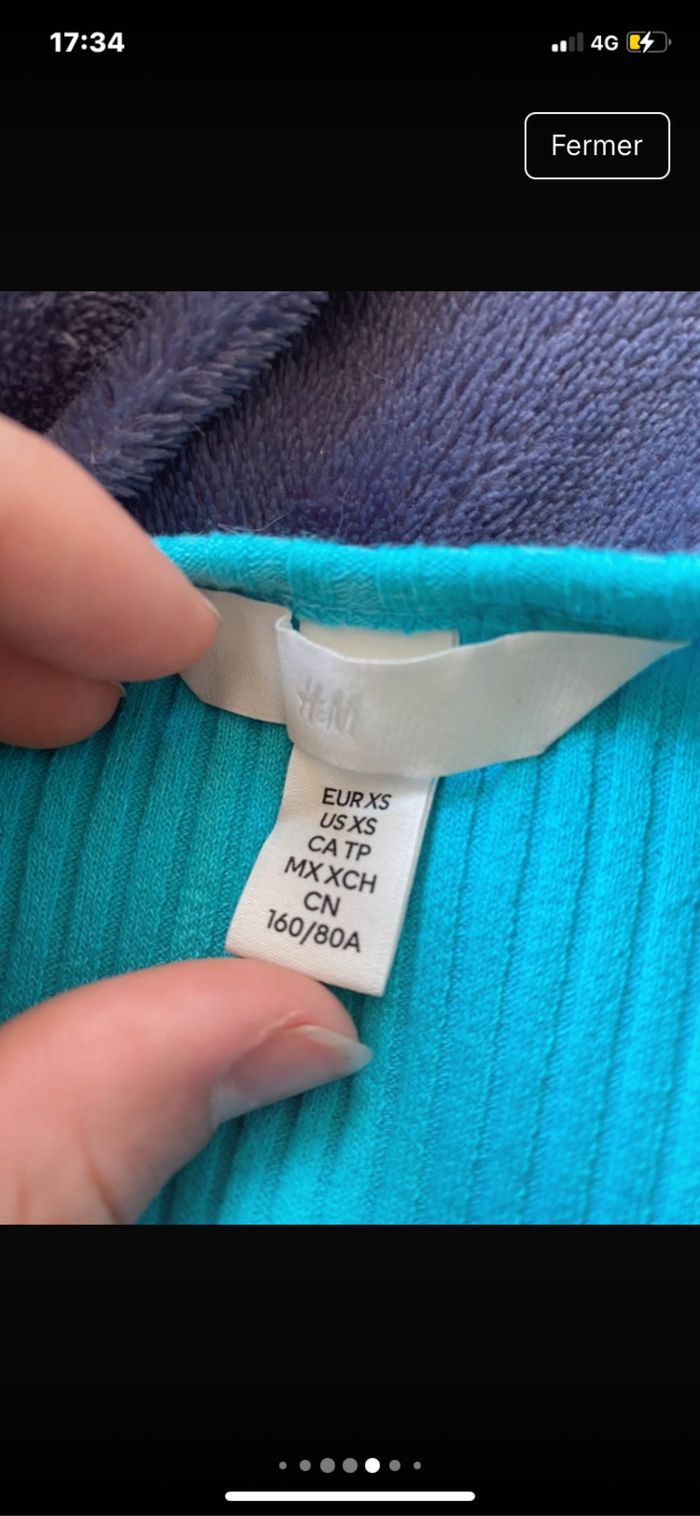 17:34
4G
Fermer
H&M
EUR XS
US XS
CA TP
MX XCH
CN
160/80A